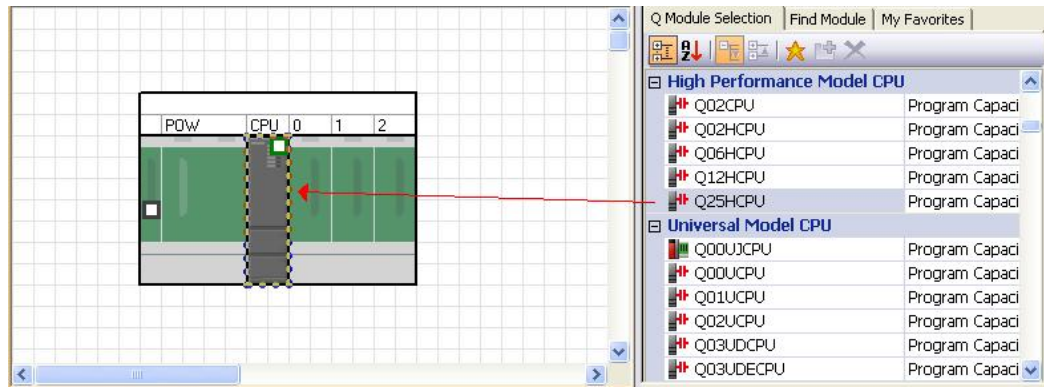 Q Module Selection Find Module My Favorites
High Performance Model CPU
Q02CPU Program Capaci
Q02HCPU Program Capaci
Q06HCPU Program Capaci
Q12HCPU Program Capaci
Q25HCPU Program Capaci
Universal Model CPU
Q00UJCPU Program Capaci
Q00UCPU Program Capaci
Q01UCPU Program Capaci
Q02UCPU Program Capaci
Q03UDCPU Program Capaci
Q03UDECPU Program Capaci
POW CPU 0 1 2